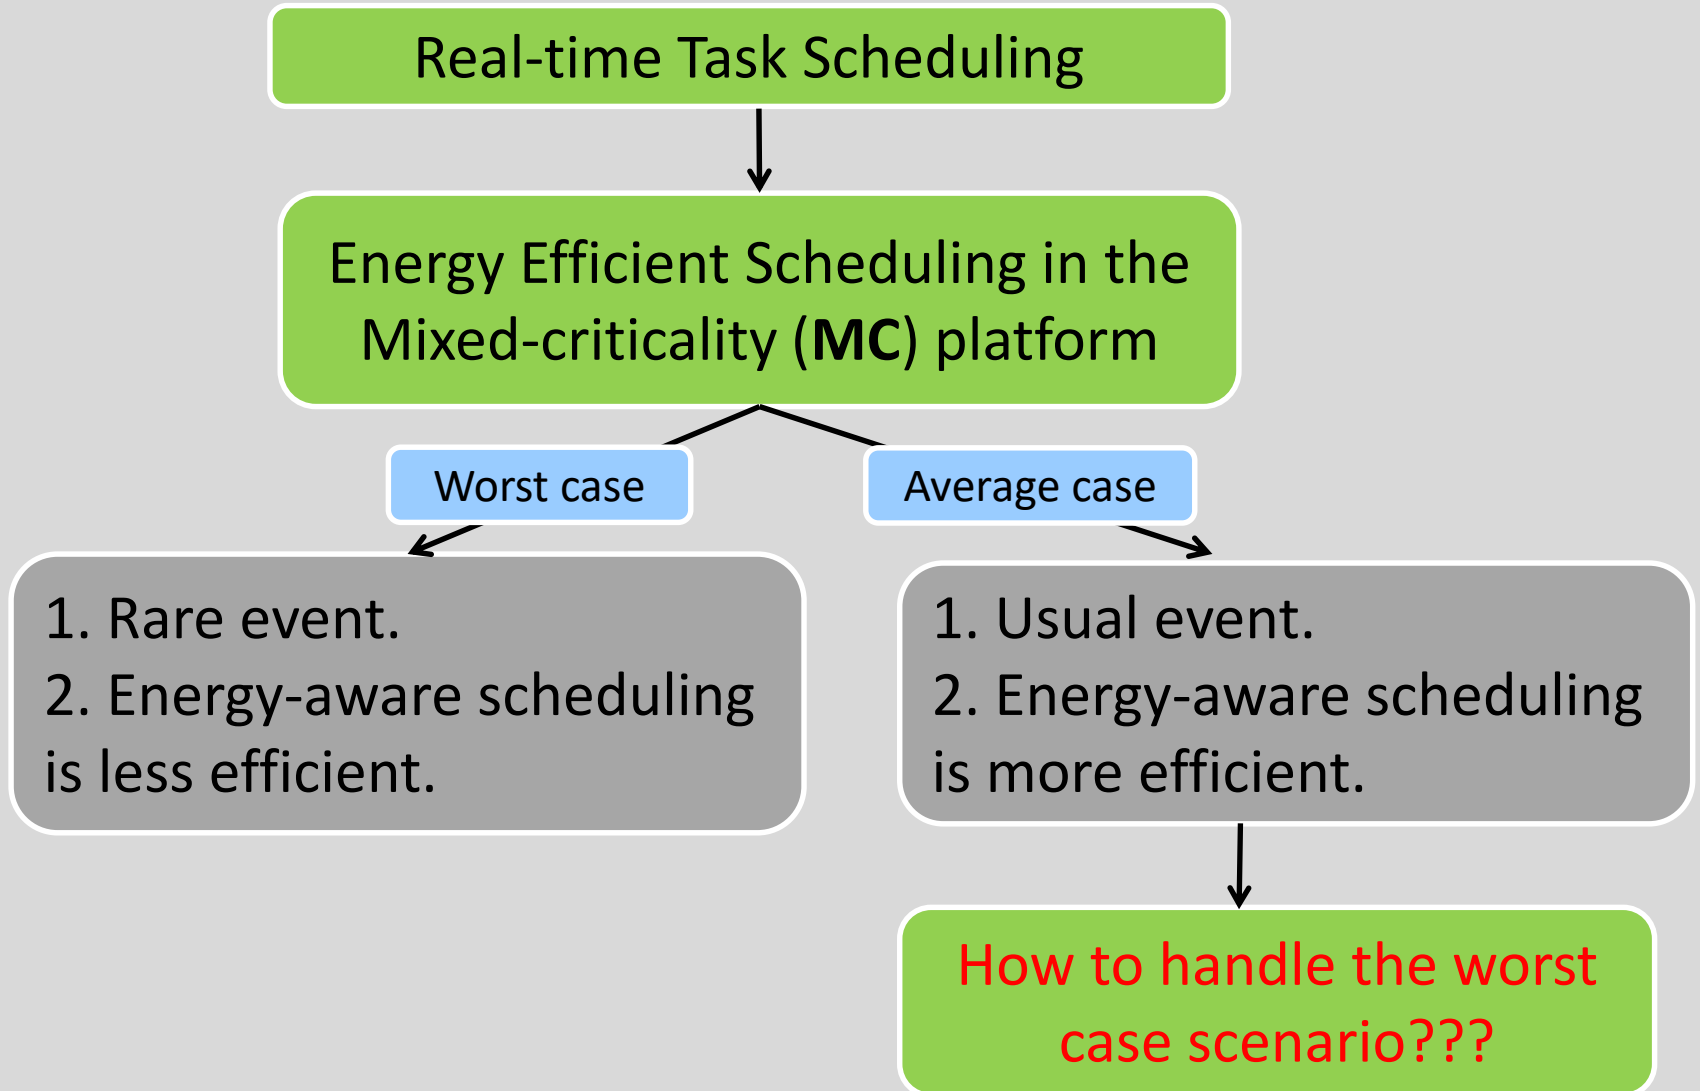 Real-time Task Scheduling
Energy Efficient Scheduling in the
Mixed-criticality (MC) platform
Worst case
Average case
1. Rare event.
2. Energy-aware scheduling
is less efficient.
1. Usual event.
2. Energy-aware scheduling
is more efficient.
How to handle the worst
case scenario???